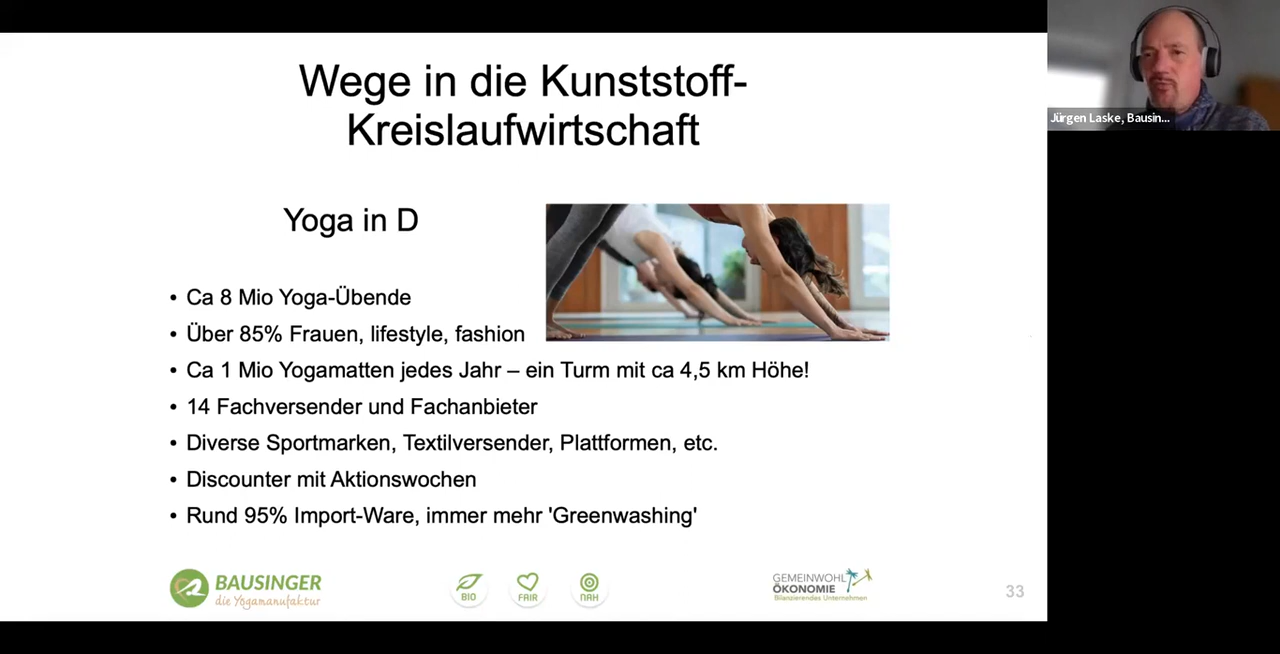 Wege in die Kunststoff-
Kreislaufwirtschaft
Yoga in D
• Ca 8 Mio Yoga-Übende
• Über 85% Frauen, lifestyle, fashion
• Ca 1 Mio Yogamatten jedes Jahr – ein Turm mit ca 4,5 km Höhe!
• 14 Fachversender und Fachanbieter
• Diverse Sportmarken, Textilversender, Plattformen, etc.
• Discounter mit Aktionswochen
• Rund 95% Import-Ware, immer mehr 'Greenwashing'
BAUSINGER
die Yogamanufaktur
BIO
FAIR
NAH
GEMEINWOHL
ÖKONOMIE
Bilanzierendes Unternehmen
33
Jürgen Laske, Bausin...